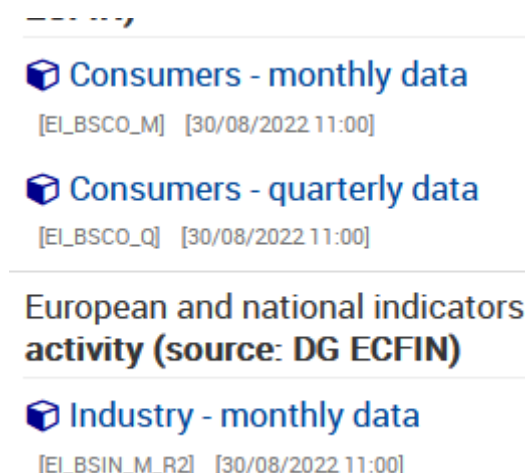 Consumers - monthly data
[EI_BSCO_M] [30/08/2022 11:00]
Consumers - quarterly data
[EI_BSCO_Q] [30/08/2022 11:00]
European and national indicators
activity (source: DG ECFIN)
Industry - monthly data
[EI_BSIN_M_R2] [30/08/2022 11:00]